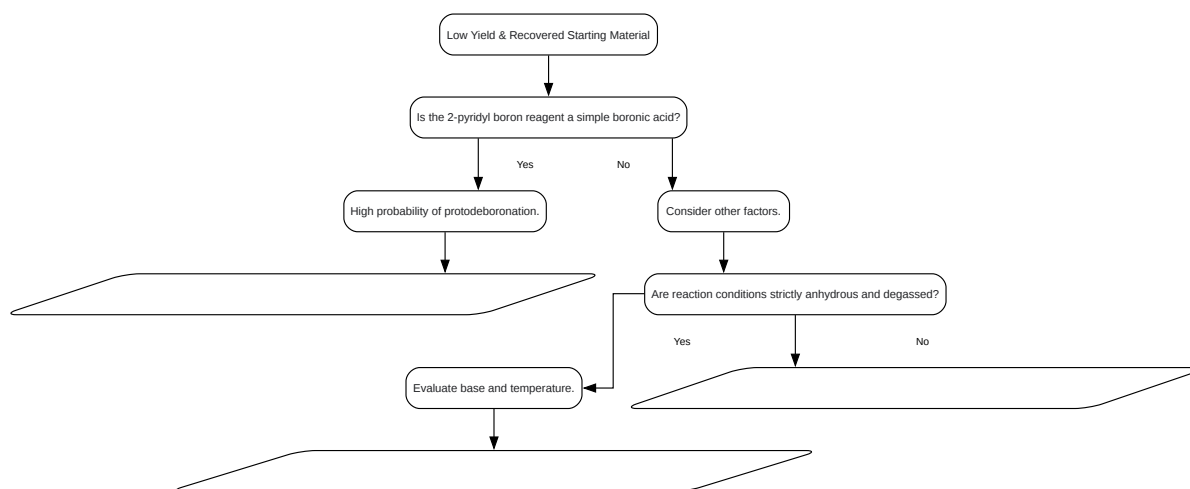 Low Yield & Recovered Starting Material
Is the 2-pyridyl boron reagent a simple boronic acid?
Yes
No
High probability of protodeboronation.
Consider other factors.
Are reaction conditions strictly anhydrous and degassed?
Yes
No
Evaluate base and temperature.